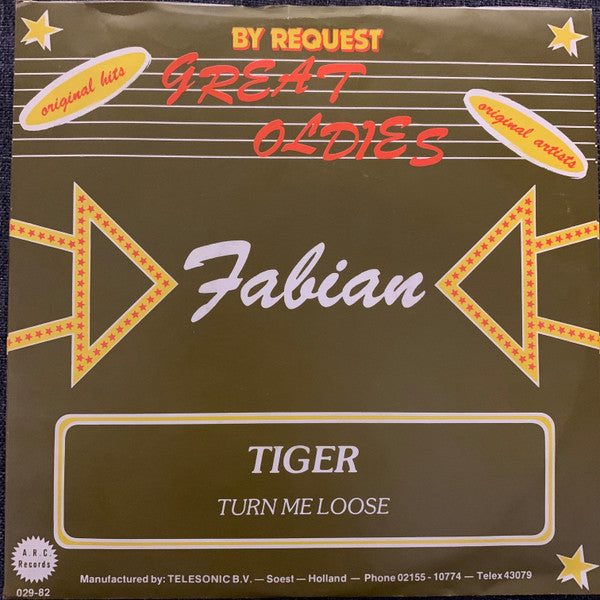 BY REQUEST
original hits
GREAT
OLDIES
original artists
Fabian
TIGER
TURN ME LOOSE
A.R.C.
Records
Manufactured by: TELESONIC B.V. — Soest — Holland — Phone 02155 - 10774 — Telex 43079
029-82